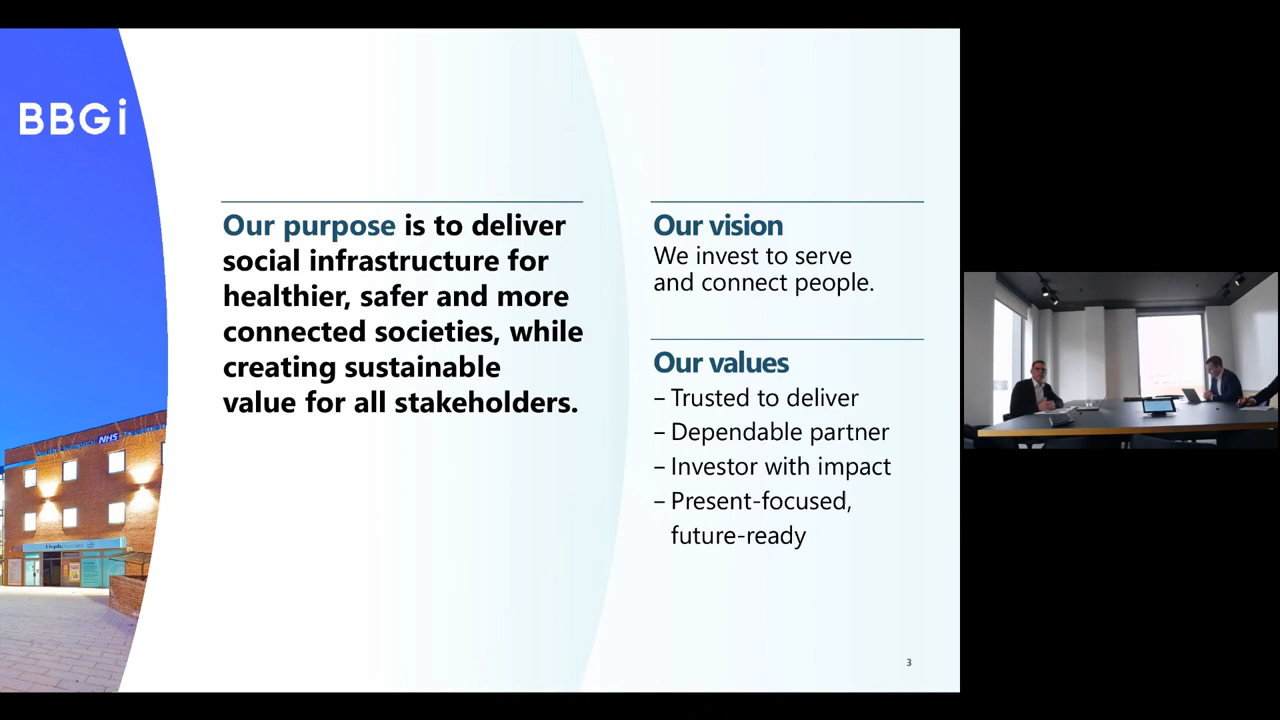 BBGi
Our purpose is to deliver
social infrastructure for
healthier, safer and more
connected societies, while
creating sustainable
value for all stakeholders.
Our vision
We invest to serve
and connect people.
Our values
– Trusted to deliver
– Dependable partner
– Investor with impact
– Present-focused,
future-ready
NHS
3